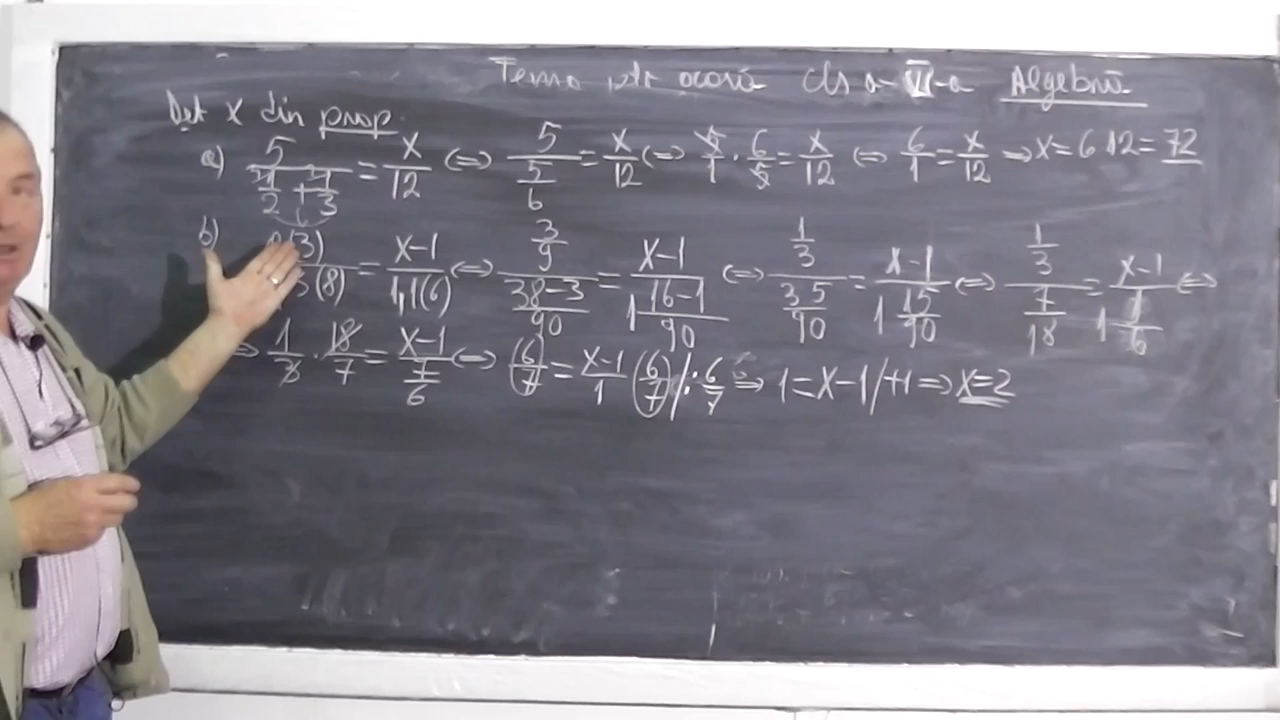 Tema ptr acasă cls a-VI-a Algebră
Det x din prop.
a) 5/(1/2+1/3) = x/12 <=> 5/(5/6) = x/12 <=> 5/1 · 6/5 = x/12 <=> 6/1 = x/12 => x = 6·12 = 72
b) (3)/(8) = (x-1)/1,1(6) <=> (3/9)/((38-3)/90) = (x-1)/(1 (16-1)/90) <=> (1/3)/(35/90) = (x-1)/(1 15/90) <=> (1/3)/(7/18) = (x-1)/(1 1/6) <=>
=> 1/3 · 18/7 = (x-1)/(7/6) <=> (6/7) = (x-1)/1 (6/7) /: 6/7 => 1 = x-1 /+1 => x=2